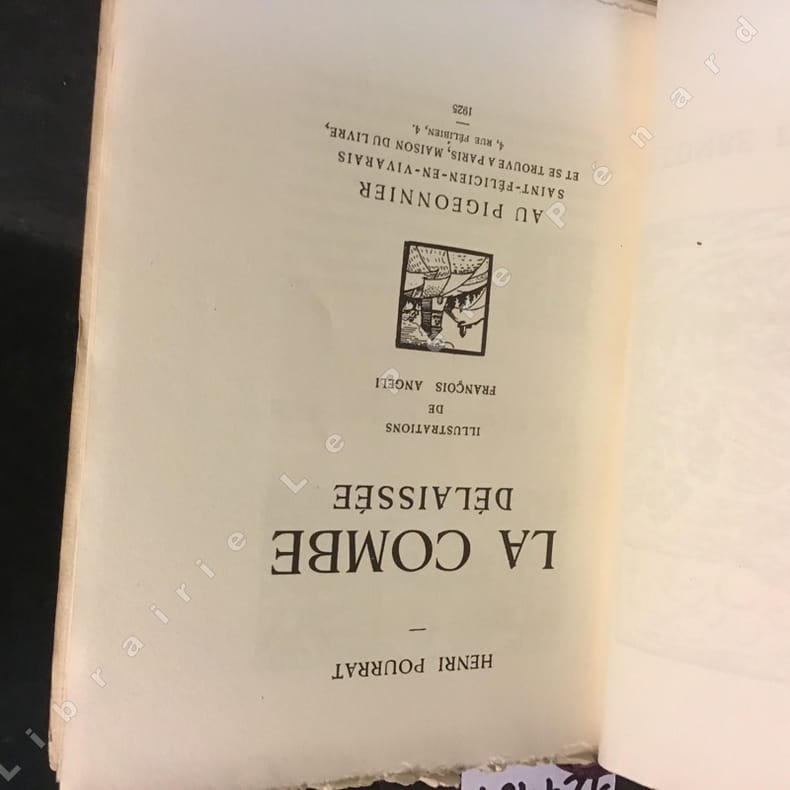 HENRI POURRAT
—
LA COMBE
DÉLAISSÉE
ILLUSTRATIONS
DE
FRANÇOIS ANGELI
AU PIGEONNIER
SAINT-FÉLICIEN-EN-VIVARAIS
ET SE TROUVE A PARIS, MAISON DU LIVRE,
4, RUE FÉLIBIEN, 4.
—
1925
Librairie Le Père Pénard